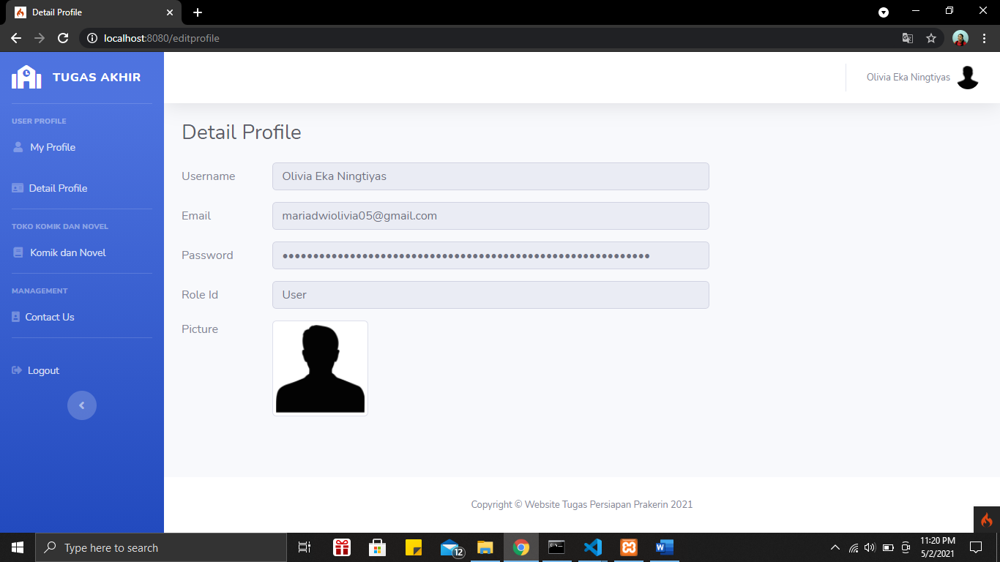 Detail Profile
localhost:8080/editprofile
TUGAS AKHIR
Olivia Eka Ningtiyas
USER PROFILE
My Profile
Detail Profile
TOKO KOMIK DAN NOVEL
Komik dan Novel
MANAGEMENT
Contact Us
Logout
Detail Profile
Username
Olivia Eka Ningtiyas
Email
mariadwiolivia05@gmail.com
Password
••••••••••••••••••••••••••••••••••••••••••••••••••••••••••••
Role Id
User
Picture
Copyright © Website Tugas Persiapan Prakerin 2021
Type here to search
12
11:20 PM
5/2/2021